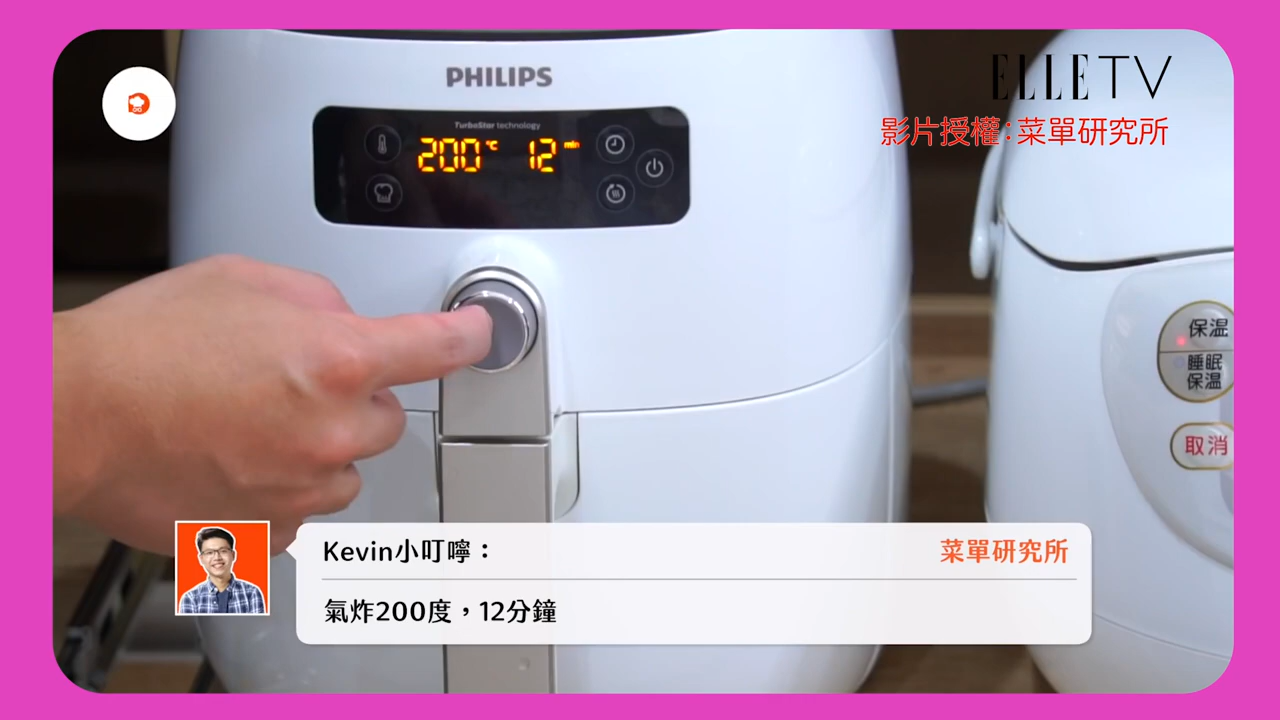 PHILIPS
TurboStar technology
200°C 12 min
ELLE TV
影片授權:菜單研究所
保温
睡眠
保温
取消
Kevin小叮嚀：
菜單研究所
氣炸200度，12分鐘